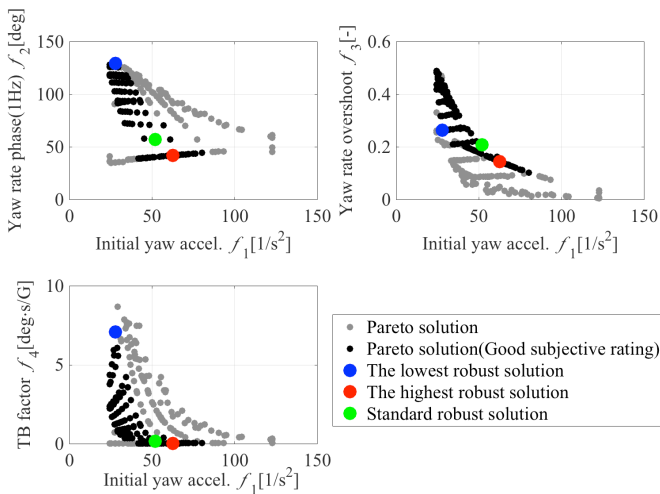 Yaw rate phase(1Hz) f2[deg]
150
100
50
0
0 50 100 150
Initial yaw accel. f1[1/s2]
Yaw rate overshoot f3[-]
0.6
0.4
0.2
0
0 50 100 150
Initial yaw accel. f1[1/s2]
TB factor f4[deg·s/G]
10
5
0
0 50 100 150
Initial yaw accel. f1[1/s2]
Pareto solution
Pareto solution(Good subjective rating)
The lowest robust solution
The highest robust solution
Standard robust solution